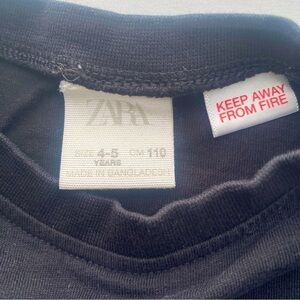 ZARA
SIZE 4-5 CM 110
YEARS
MADE IN BANGLADESH
KEEP AWAY
FROM FIRE